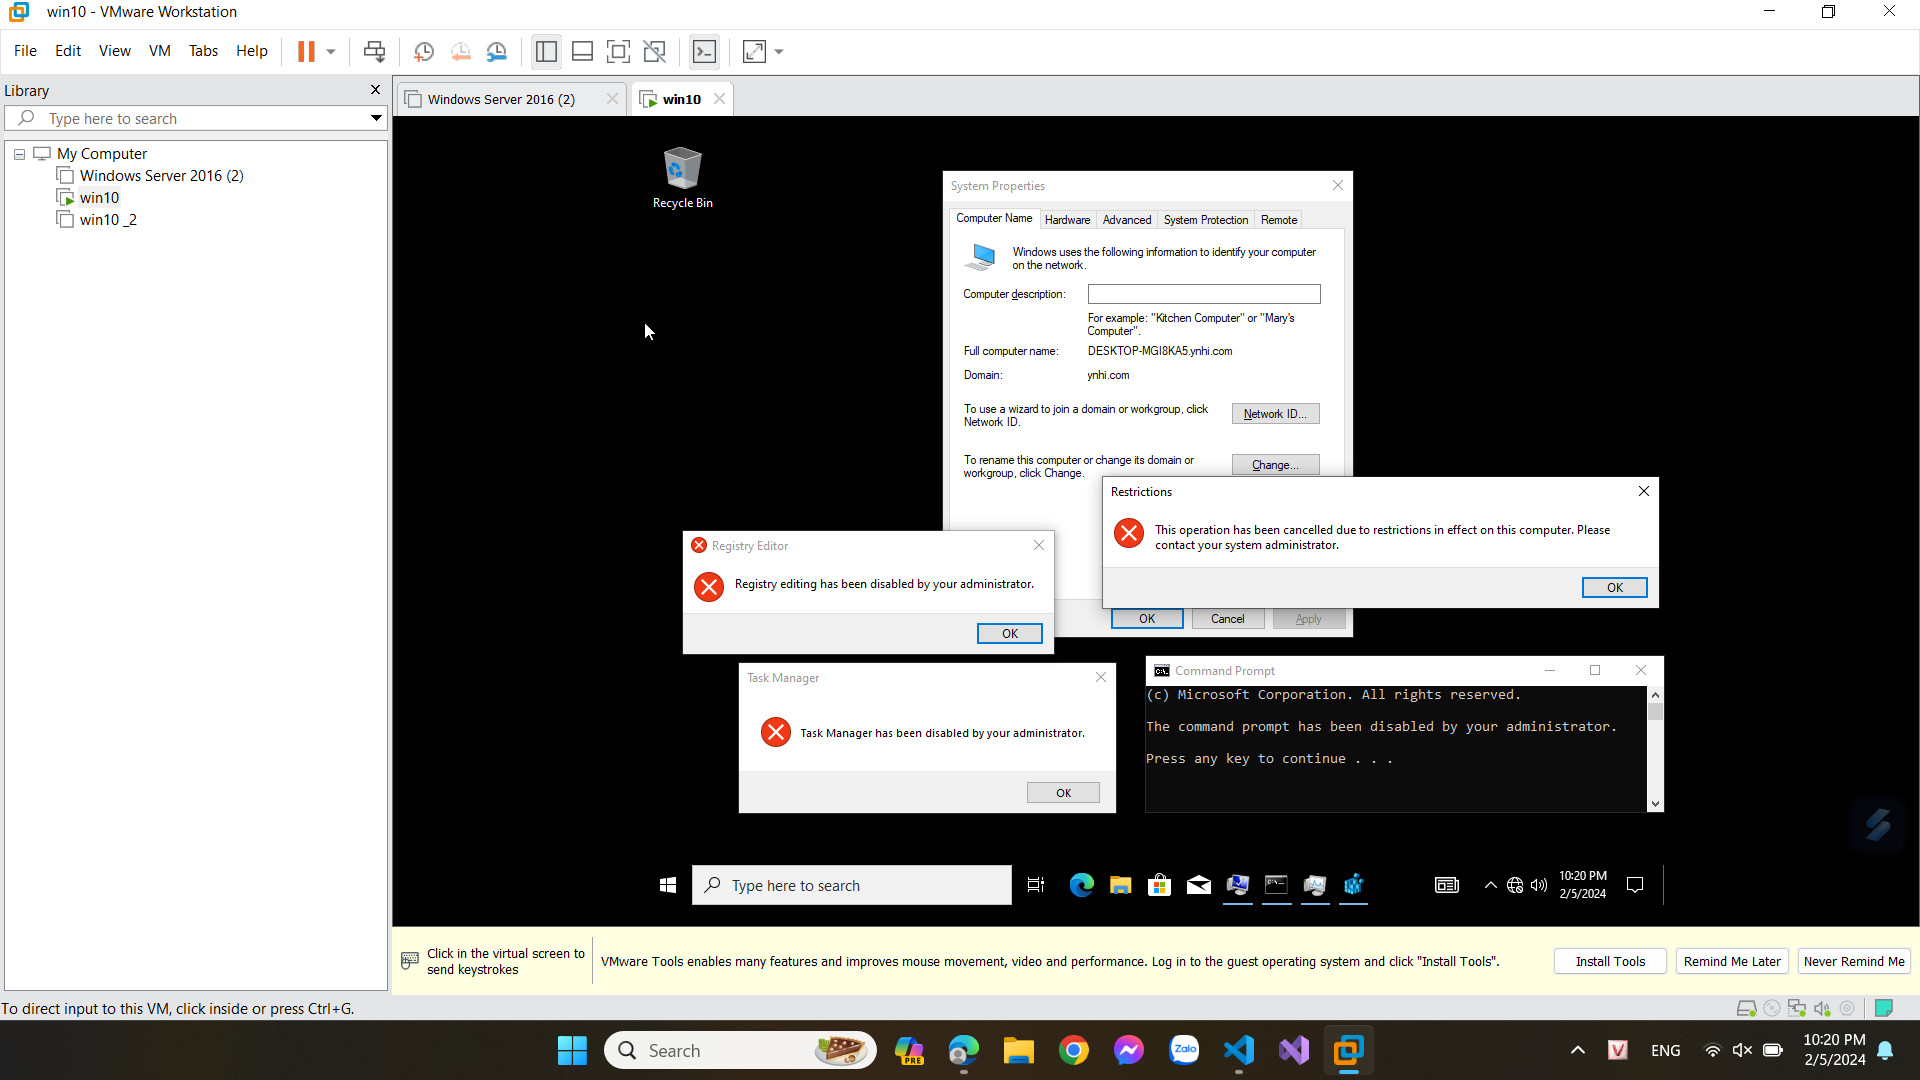 win10 - VMware Workstation
File Edit View VM Tabs Help
Library
Type here to search
My Computer
Windows Server 2016 (2)
win10
win10 _2
Windows Server 2016 (2)
win10
Recycle Bin
System Properties
Computer Name Hardware Advanced System Protection Remote
Windows uses the following information to identify your computer
on the network.
Computer description:
For example: "Kitchen Computer" or "Mary's
Computer".
Full computer name: DESKTOP-MGI8KA5.ynhi.com
Domain: ynhi.com
To use a wizard to join a domain or workgroup, click
Network ID.
Network ID...
To rename this computer or change its domain or
workgroup, click Change.
Change...
OK Cancel Apply
Restrictions
This operation has been cancelled due to restrictions in effect on this computer. Please
contact your system administrator.
OK
Registry Editor
Registry editing has been disabled by your administrator.
OK
Task Manager
Task Manager has been disabled by your administrator.
OK
Command Prompt
(c) Microsoft Corporation. All rights reserved.
The command prompt has been disabled by your administrator.
Press any key to continue . . .
Type here to search
10:20 PM
2/5/2024
Click in the virtual screen to
send keystrokes
VMware Tools enables many features and improves mouse movement, video and performance. Log in to the guest operating system and click "Install Tools".
Install Tools Remind Me Later Never Remind Me
To direct input to this VM, click inside or press Ctrl+G.
Search
PRE
Zalo
V
ENG
10:20 PM
2/5/2024